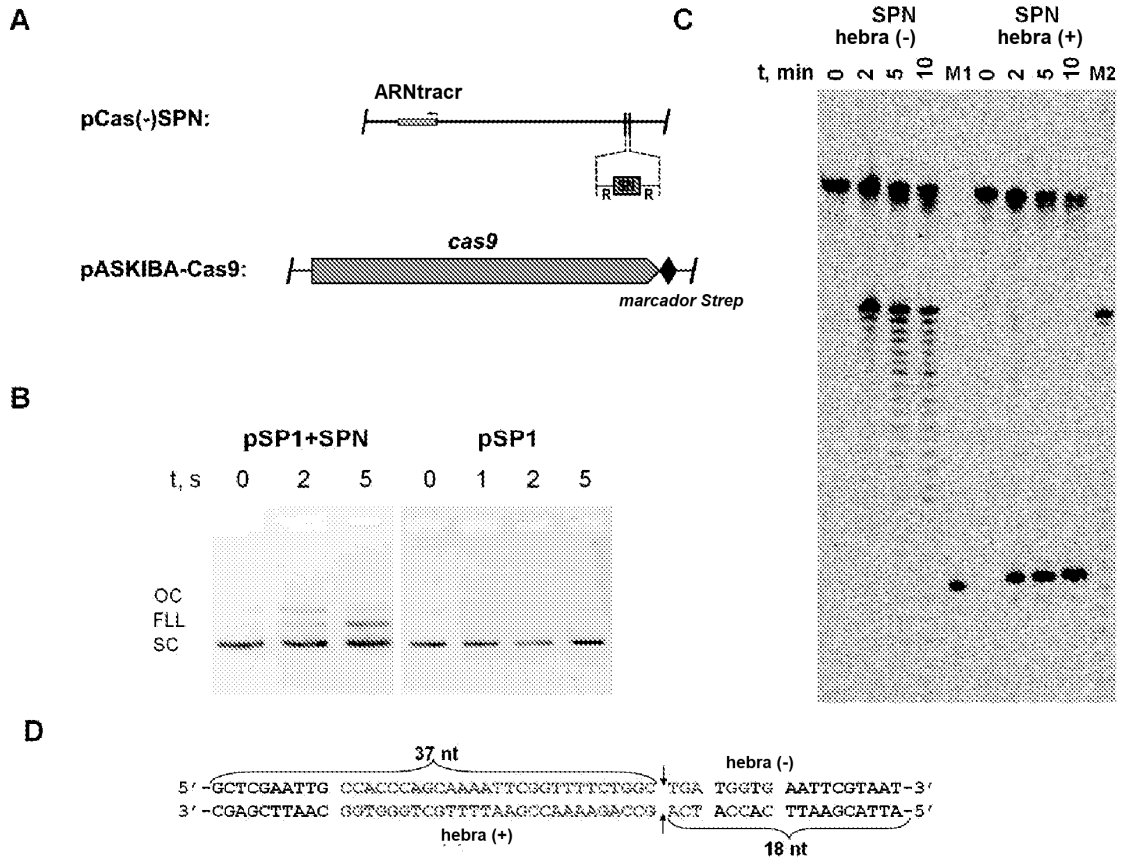 A
pCas(-)SPN:
ARNtracr
SPN
R R
pASKIBA-Cas9:
cas9
marcador Strep
B
pSP1+SPN pSP1
t, s 0 2 5 0 1 2 5
OC
FLL
SC
C
SPN SPN
hebra (-) hebra (+)
t, min 0 2 5 10 M1 0 2 5 10 M2
D
37 nt
hebra (-)
5′-GCTCGAATTG CCACCCAGCAAAATTCGGTTTTCTGGC TGA TGGTG AATTCGTAAT-3′
3′-CGAGCTTAAC GGTGGGTCGTTTTAAGCCAAAAGACCG ACT ACCAC TTAAGCATTA-5′
hebra (+)
18 nt